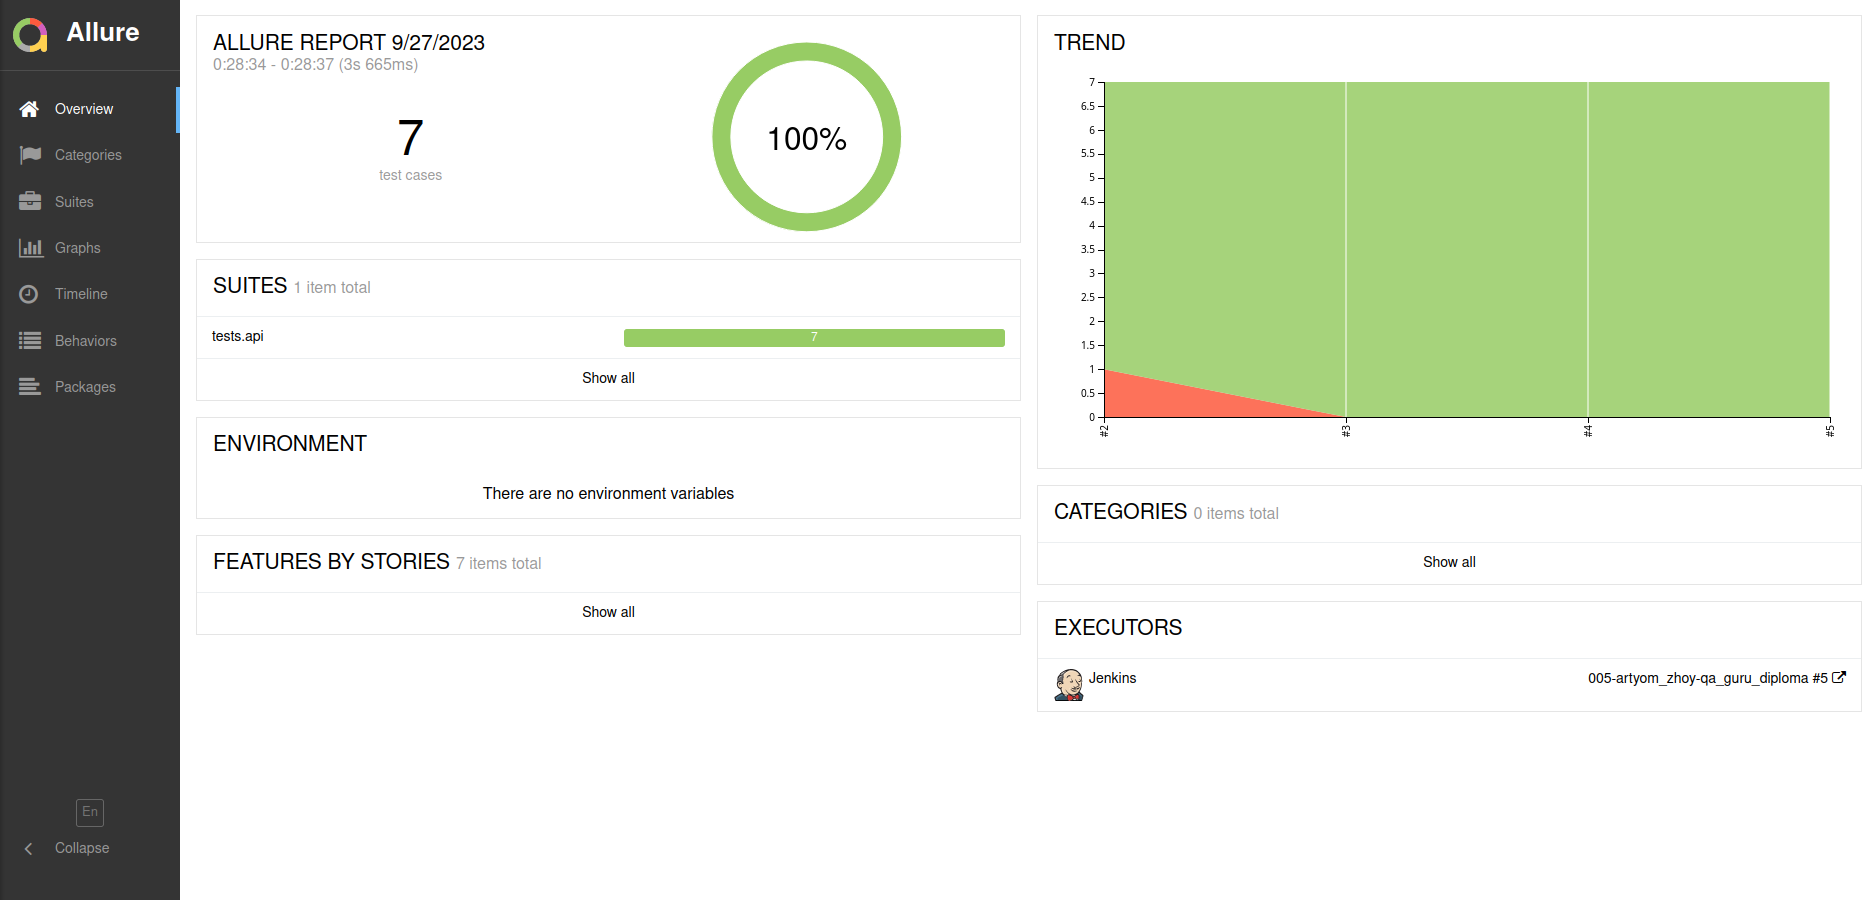 Allure
Overview
Categories
Suites
Graphs
Timeline
Behaviors
Packages
En
Collapse
ALLURE REPORT 9/27/2023
0:28:34 - 0:28:37 (3s 665ms)
7
test cases
100%
SUITES 1 item total
tests.api 7
Show all
ENVIRONMENT
There are no environment variables
FEATURES BY STORIES 7 items total
Show all
TREND
7
6.5
6
5.5
5
4.5
4
3.5
3
2.5
2
1.5
1
0.5
0
#2 #3 #4 #5
CATEGORIES 0 items total
Show all
EXECUTORS
Jenkins 005-artyom_zhoy-qa_guru_diploma #5